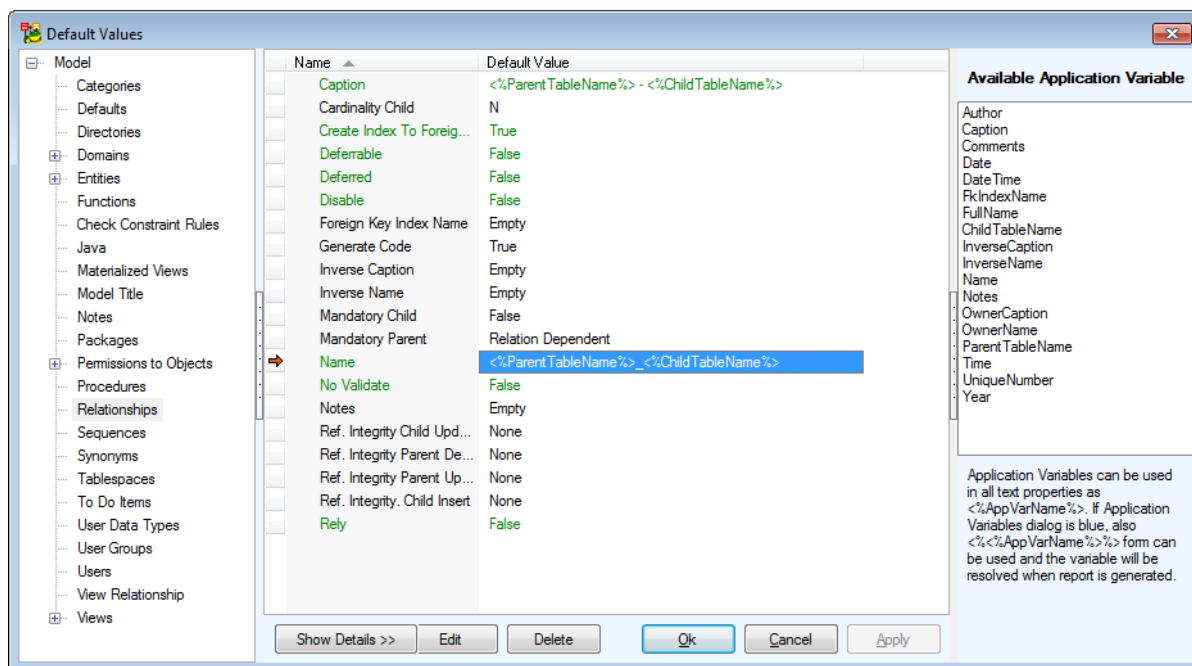 Default Values
Model
Categories
Defaults
Directories
Domains
Entities
Functions
Check Constraint Rules
Java
Materialized Views
Model Title
Notes
Packages
Permissions to Objects
Procedures
Relationships
Sequences
Synonyms
Tablespaces
To Do Items
User Data Types
User Groups
Users
View Relationship
Views
Name Default Value
Caption <%ParentTableName%> - <%ChildTableName%>
Cardinality Child N
Create Index To Foreig... True
Deferrable False
Deferred False
Disable False
Foreign Key Index Name Empty
Generate Code True
Inverse Caption Empty
Inverse Name Empty
Mandatory Child False
Mandatory Parent Relation Dependent
Name <%ParentTableName%>_<%ChildTableName%>
No Validate False
Notes Empty
Ref. Integrity Child Upd... None
Ref. Integrity Parent De... None
Ref. Integrity Parent Up... None
Ref. Integrity. Child Insert None
Rely False
Show Details >> Edit Delete Ok Cancel Apply
Available Application Variable
Author
Caption
Comments
Date
DateTime
FkIndexName
FullName
ChildTableName
InverseCaption
InverseName
Name
Notes
OwnerCaption
OwnerName
ParentTableName
Time
UniqueNumber
Year
Application Variables can be used
in all text properties as
<%AppVarName%>. If Application
Variables dialog is blue, also
<%<%AppVarName%>%> form can
be used and the variable will be
resolved when report is generated.